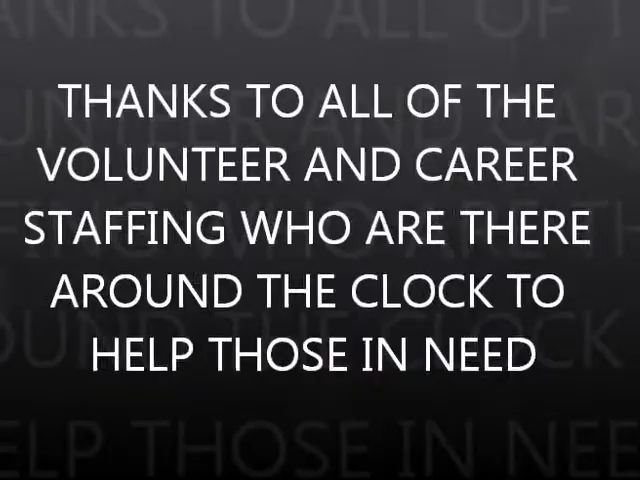 THANKS TO ALL OF THE
VOLUNTEER AND CAREER
STAFFING WHO ARE THERE
AROUND THE CLOCK TO
HELP THOSE IN NEED